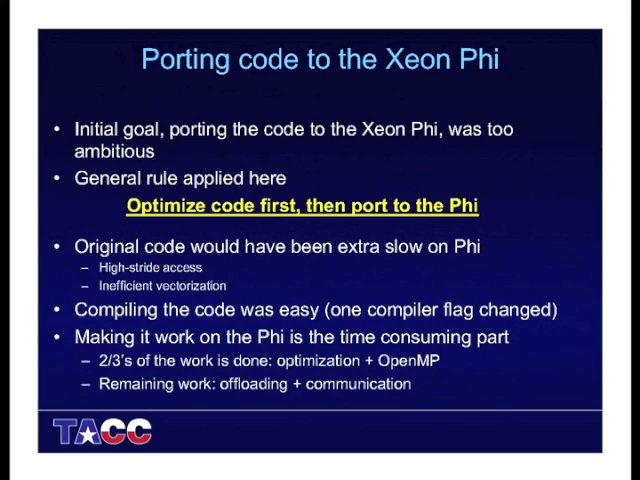 Porting code to the Xeon Phi
• Initial goal, porting the code to the Xeon Phi, was too
ambitious
• General rule applied here
Optimize code first, then port to the Phi
• Original code would have been extra slow on Phi
– High-stride access
– Inefficient vectorization
• Compiling the code was easy (one compiler flag changed)
• Making it work on the Phi is the time consuming part
– 2/3's of the work is done: optimization + OpenMP
– Remaining work: offloading + communication
TACC